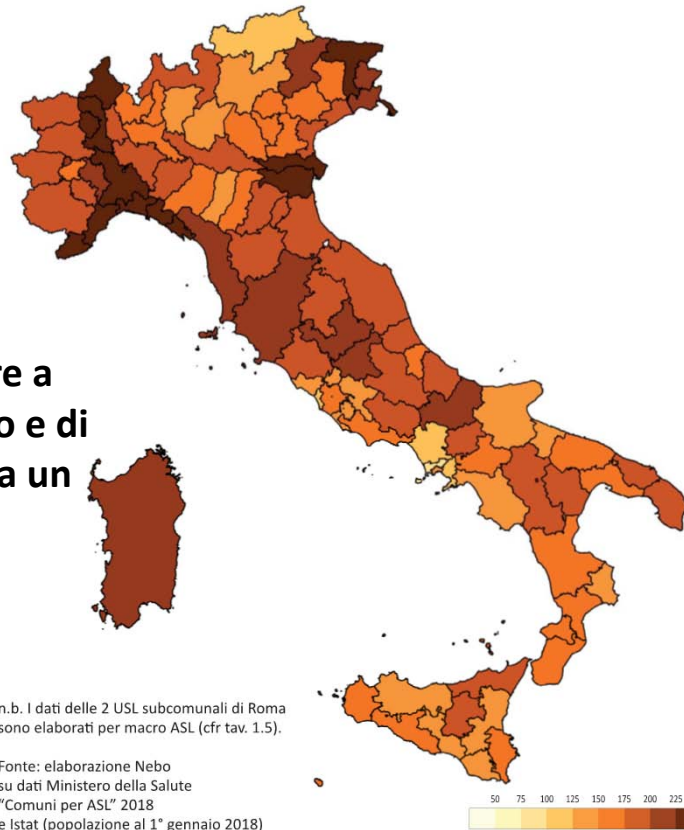 re a
o e di
a un
n.b. I dati delle 2 USL subcomunali di Roma
sono elaborati per macro ASL (cfr tav. 1.5).
Fonte: elaborazione Nebo
su dati Ministero della Salute
"Comuni per ASL" 2018
e Istat (popolazione al 1° gennaio 2018)
50 75 100 125 150 175 200 225